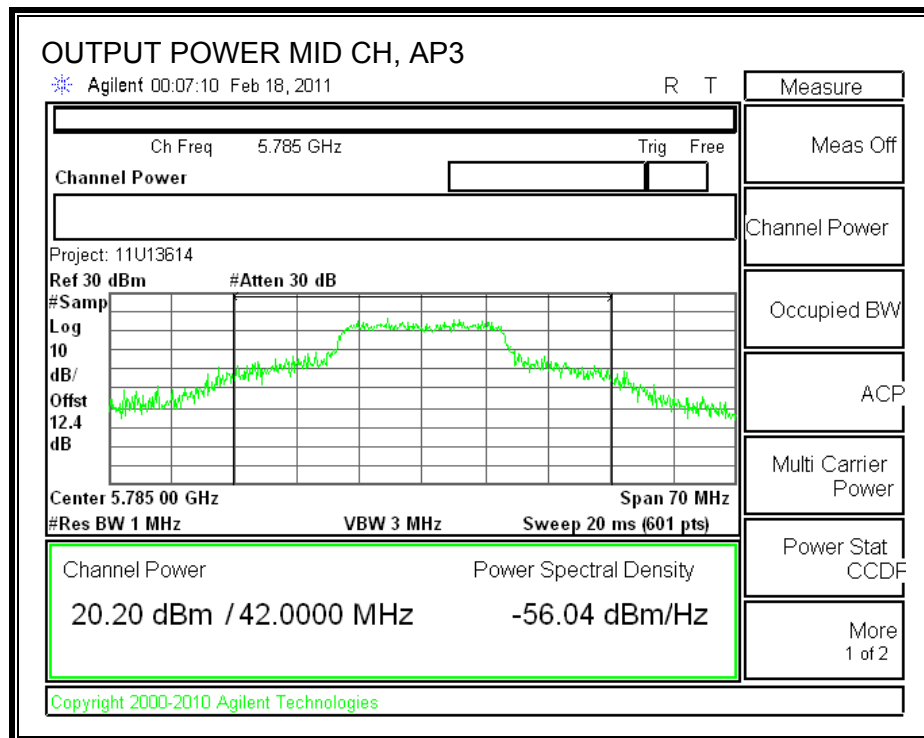 OUTPUT POWER MID CH, AP3
Agilent 00:07:10 Feb 18, 2011 R T
Measure
Ch Freq 5.785 GHz Trig Free
Meas Off
Channel Power
Channel Power
Project: 11U13614
Ref 30 dBm #Atten 30 dB
#Samp
Log
10
dB/
Offst
12.4
dB
Occupied BW
ACP
Multi Carrier
Power
Center 5.785 00 GHz Span 70 MHz
#Res BW 1 MHz VBW 3 MHz Sweep 20 ms (601 pts)
Power Stat
CCDF
Channel Power Power Spectral Density
20.20 dBm / 42.0000 MHz -56.04 dBm/Hz
More
1 of 2
Copyright 2000-2010 Agilent Technologies